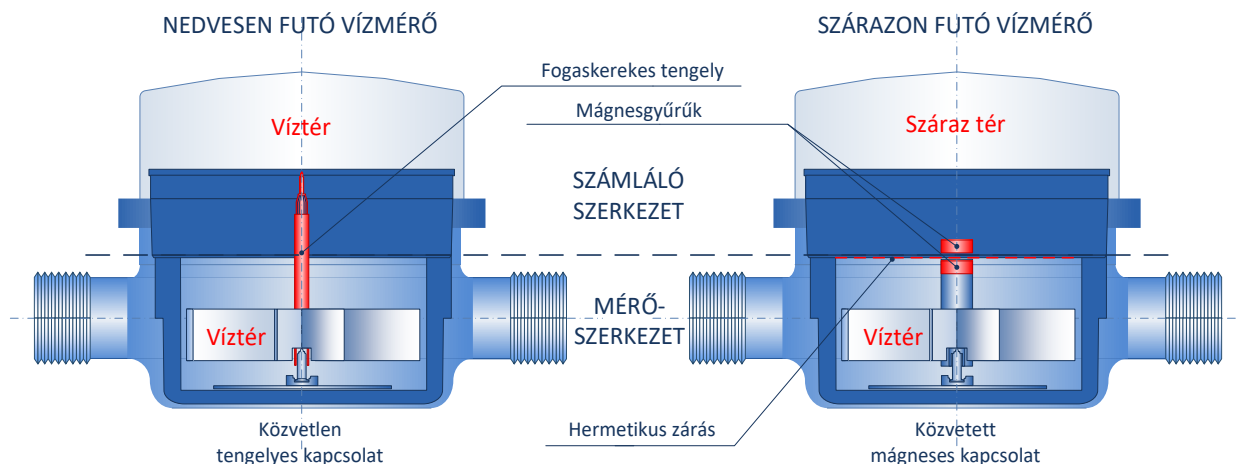 NEDVESEN FUTÓ VÍZMÉRŐ
SZÁRAZON FUTÓ VÍZMÉRŐ
Fogaskerekes tengely
Mágnesgyűrűk
Víztér
Száraz tér
SZÁMLÁLÓ
SZERKEZET
MÉRŐ-
SZERKEZET
Víztér
Víztér
Hermetikus zárás
Közvetlen
tengelyes kapcsolat
Közvetett
mágneses kapcsolat